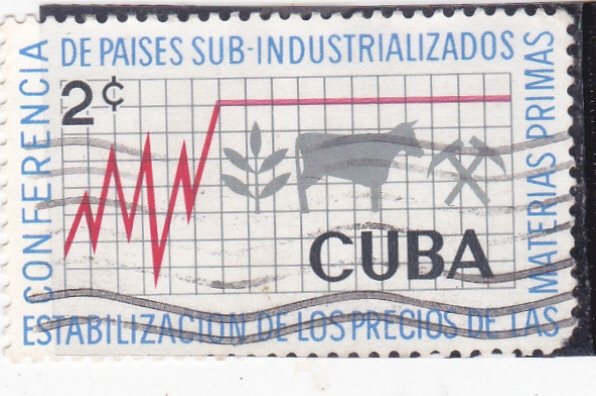 CONFERENCIA
DE PAISES SUB-INDUSTRIALIZADOS
2¢
CUBA
ESTABILIZACION DE LOS PRECIOS DE LAS
MATERIAS PRIMAS